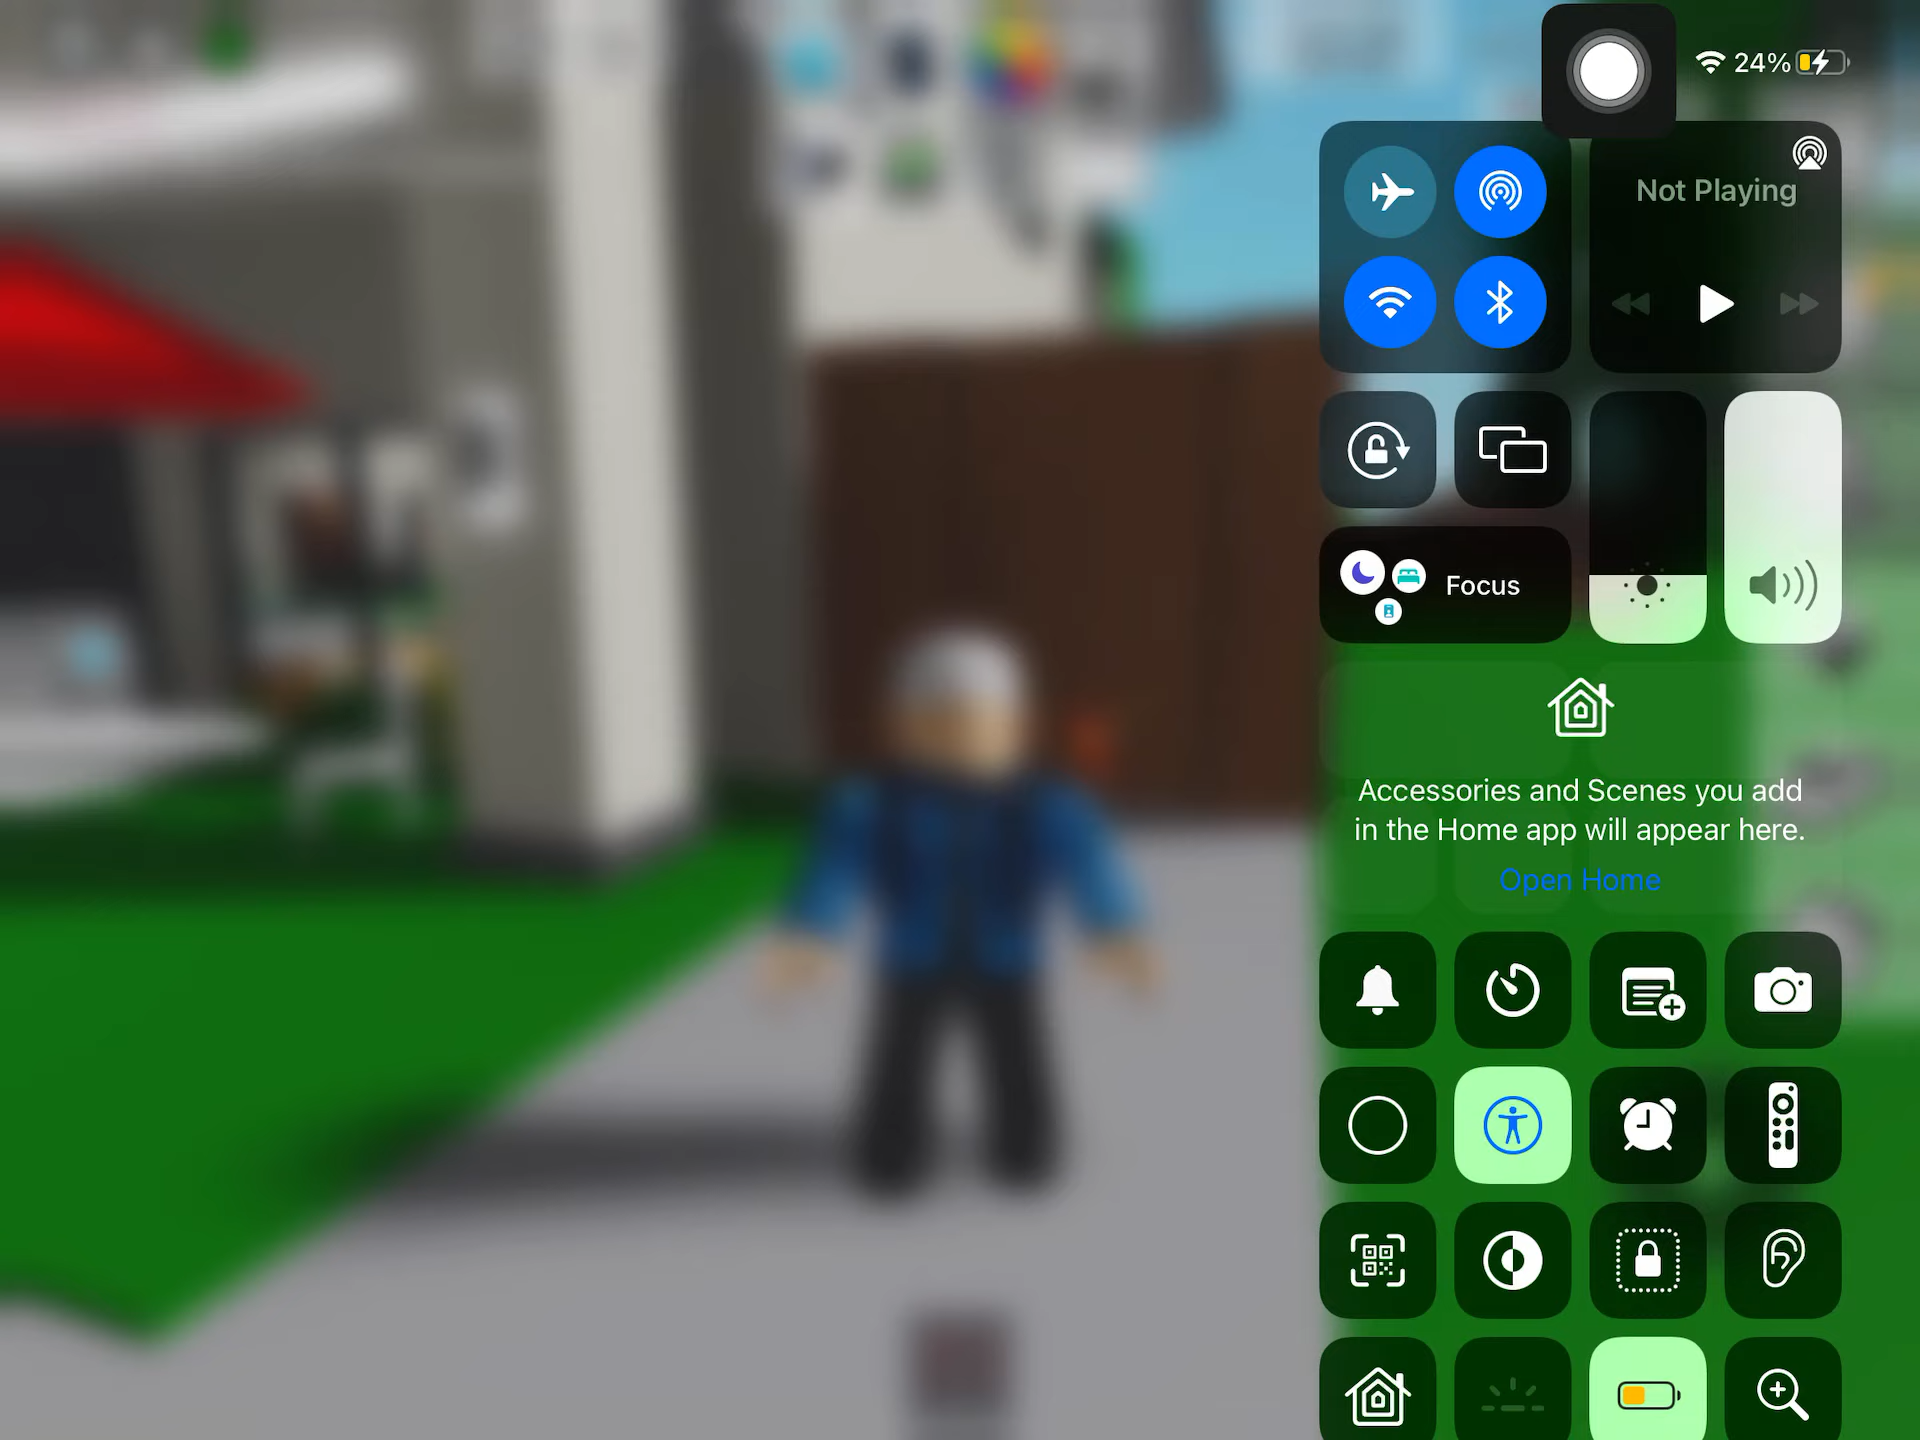 24%
Not Playing
Focus
Accessories and Scenes you add
in the Home app will appear here.
Open Home